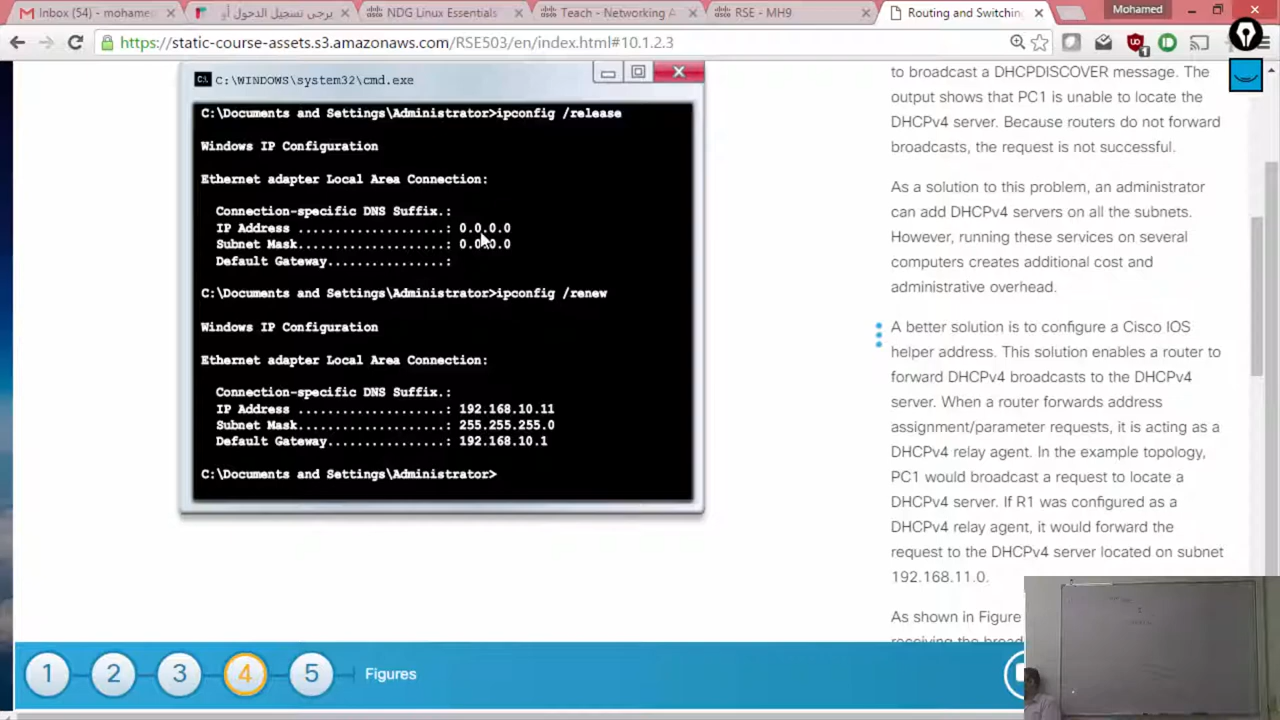 Inbox (54) - mohame
يرجى تسجيل الدخول أو
NDG Linux Essentials
Teach - Networking A
RSE - MH9
Routing and Switchin
Mohamed
https://static-course-assets.s3.amazonaws.com/RSE503/en/index.html#10.1.2.3
1
C:\WINDOWS\system32\cmd.exe
C:\Documents and Settings\Administrator>ipconfig /release
Windows IP Configuration
Ethernet adapter Local Area Connection:
Connection-specific DNS Suffix.:
IP Address ....................: 0.0.0.0
Subnet Mask....................: 0.0.0.0
Default Gateway................:
C:\Documents and Settings\Administrator>ipconfig /renew
Windows IP Configuration
Ethernet adapter Local Area Connection:
Connection-specific DNS Suffix.:
IP Address ....................: 192.168.10.11
Subnet Mask....................: 255.255.255.0
Default Gateway................: 192.168.10.1
C:\Documents and Settings\Administrator>
to broadcast a DHCPDISCOVER message. The
output shows that PC1 is unable to locate the
DHCPv4 server. Because routers do not forward
broadcasts, the request is not successful.
As a solution to this problem, an administrator
can add DHCPv4 servers on all the subnets.
However, running these services on several
computers creates additional cost and
administrative overhead.
A better solution is to configure a Cisco IOS
helper address. This solution enables a router to
forward DHCPv4 broadcasts to the DHCPv4
server. When a router forwards address
assignment/parameter requests, it is acting as a
DHCPv4 relay agent. In the example topology,
PC1 would broadcast a request to locate a
DHCPv4 server. If R1 was configured as a
DHCPv4 relay agent, it would forward the
request to the DHCPv4 server located on subnet
192.168.11.0.
As shown in Figure
receiving the broad
1 2 3 4 5 Figures